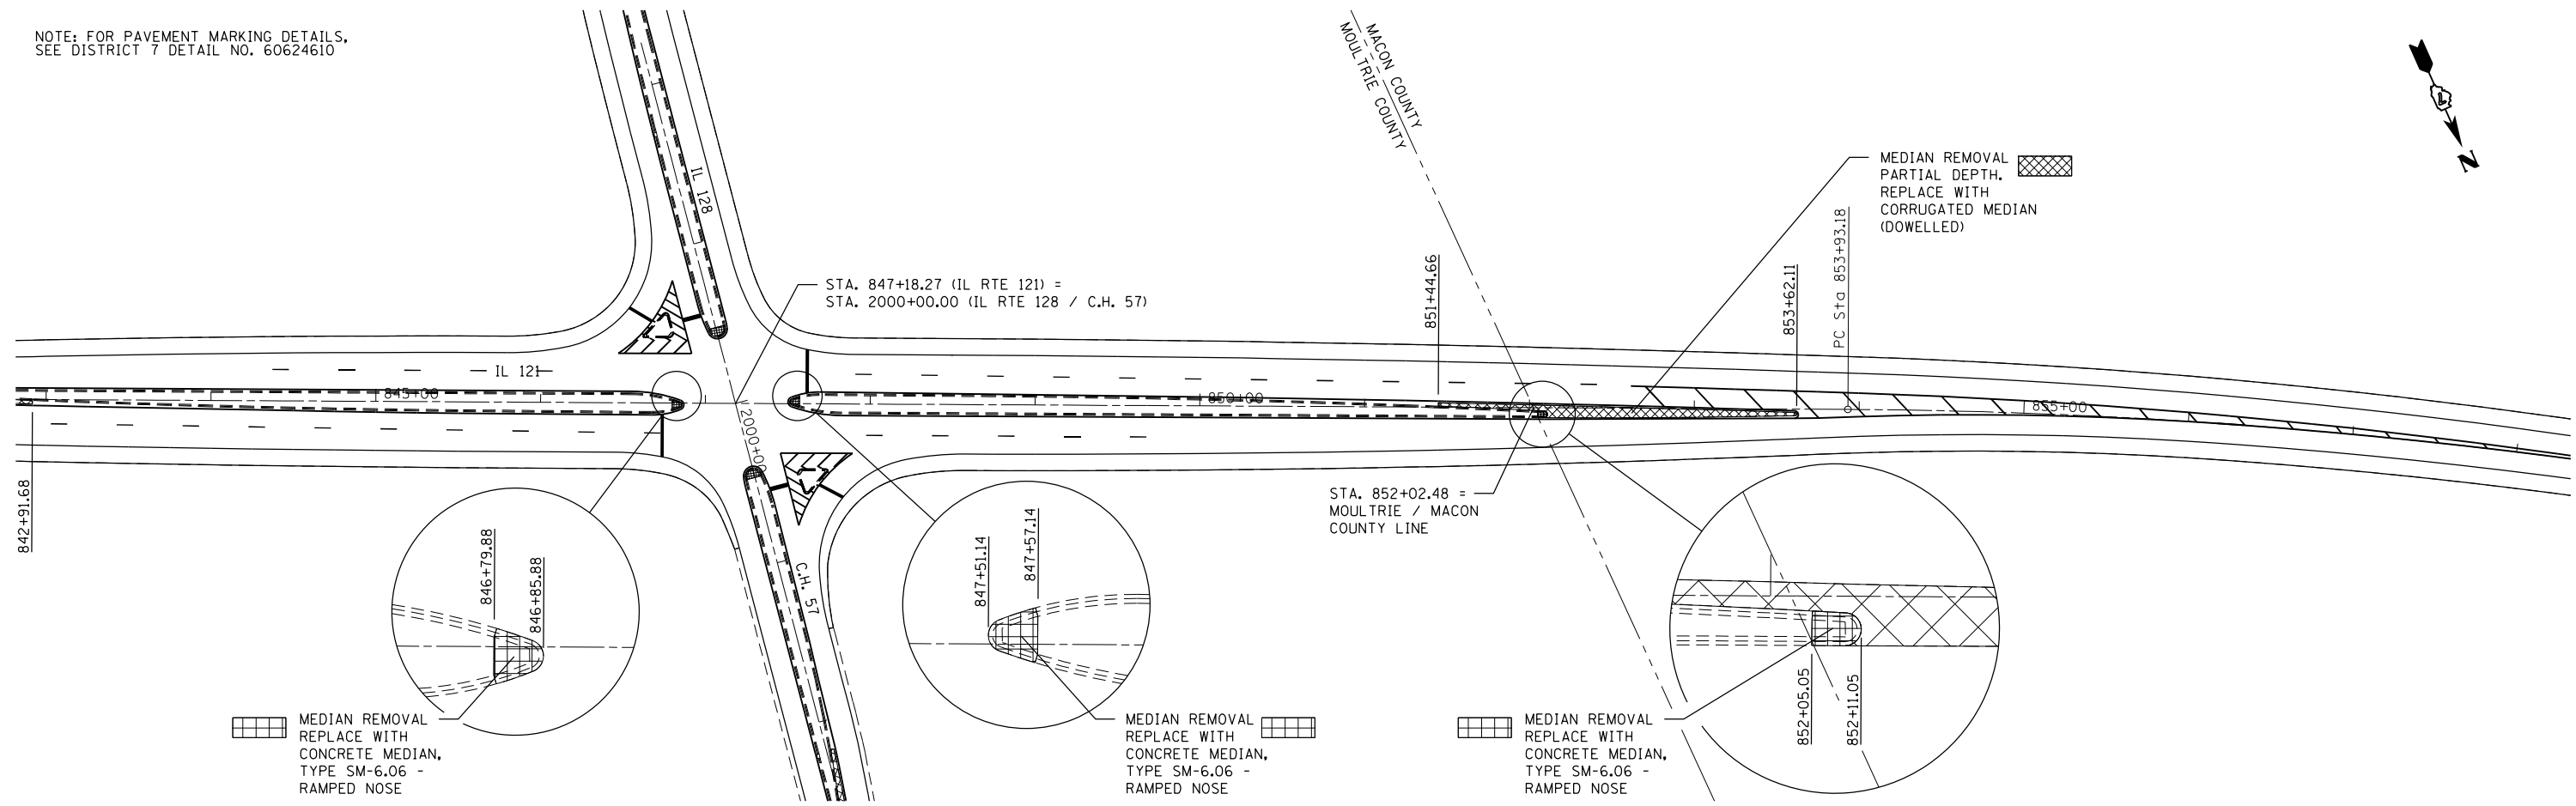 NOTE: FOR PAVEMENT MARKING DETAILS,
SEE DISTRICT 7 DETAIL NO. 60624610
MACON COUNTY
MOULTRIE COUNTY
N
MEDIAN REMOVAL
PARTIAL DEPTH.
REPLACE WITH
CORRUGATED MEDIAN
(DOWELLED)
IL 128
STA. 847+18.27 (IL RTE 121) =
STA. 2000+00.00 (IL RTE 128 / C.H. 57)
851+44.66
853+62.11
PC Sta 853+93.18
IL 121
845+00
850+00
855+00
2000+00
842+91.68
STA. 852+02.48 =
MOULTRIE / MACON
COUNTY LINE
C.H. 57
846+79.88
846+85.88
847+51.14
847+57.14
852+05.05
852+11.05
MEDIAN REMOVAL
REPLACE WITH
CONCRETE MEDIAN,
TYPE SM-6.06 -
RAMPED NOSE
MEDIAN REMOVAL
REPLACE WITH
CONCRETE MEDIAN,
TYPE SM-6.06 -
RAMPED NOSE
MEDIAN REMOVAL
REPLACE WITH
CONCRETE MEDIAN,
TYPE SM-6.06 -
RAMPED NOSE